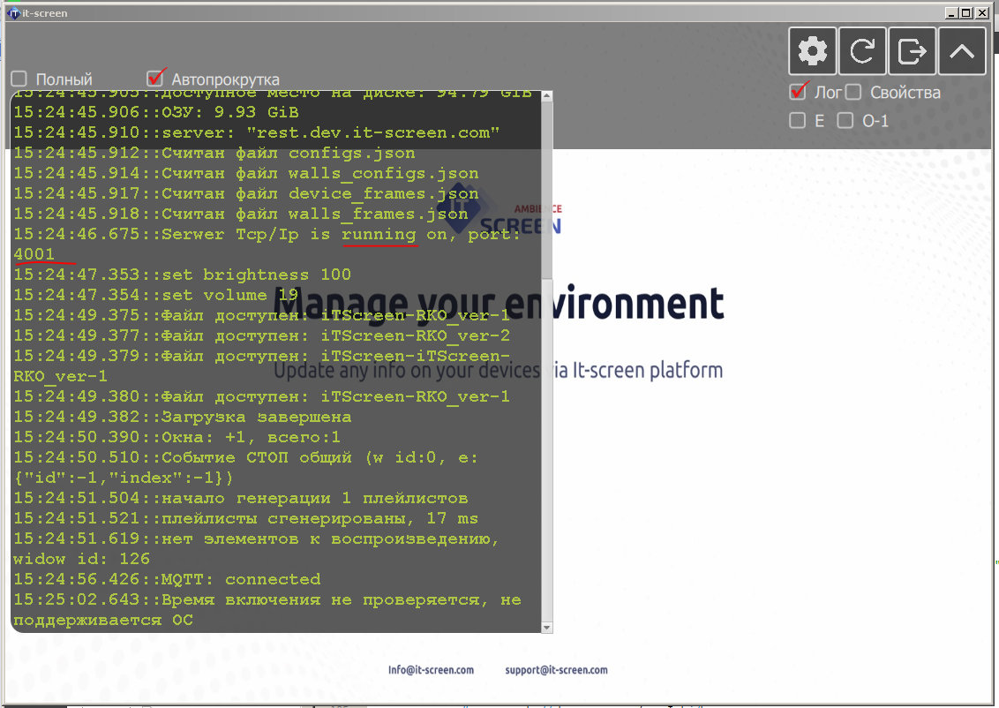 it-screen
Полный
Автопрокрутка
Лог
Свойства
E
O-1
15:24:45.905::Доступное место на диске: 94.79 GiB
15:24:45.906::ОЗУ: 9.93 GiB
15:24:45.910::server: "rest.dev.it-screen.com"
15:24:45.912::Считан файл configs.json
15:24:45.914::Считан файл walls_configs.json
15:24:45.917::Считан файл device_frames.json
15:24:45.918::Считан файл walls_frames.json
15:24:46.675::Serwer Tcp/Ip is running on, port:
4001
15:24:47.353::set brightness 100
15:24:47.354::set volume 19
15:24:49.375::Файл доступен: iTScreen-RKO_ver-1
15:24:49.377::Файл доступен: iTScreen-RKO_ver-2
15:24:49.379::Файл доступен: iTScreen-iTScreen-
RKO_ver-1
15:24:49.380::Файл доступен: iTScreen-RKO_ver-1
15:24:49.382::Загрузка завершена
15:24:50.390::Окна: +1, всего:1
15:24:50.510::Событие СТОП общий (w id:0, e:
{"id":-1,"index":-1})
15:24:51.504::начало генерации 1 плейлистов
15:24:51.521::плейлисты сгенерированы, 17 ms
15:24:51.619::нет элементов к воспроизведению,
widow id: 126
15:24:56.426::MQTT: connected
15:25:02.643::Время включения не проверяется, не
поддерживается ОС
IT
AMBIENCE
SCREEN
Manage your environment
Update any info on your devices via It-screen platform
Info@it-screen.com
support@it-screen.com